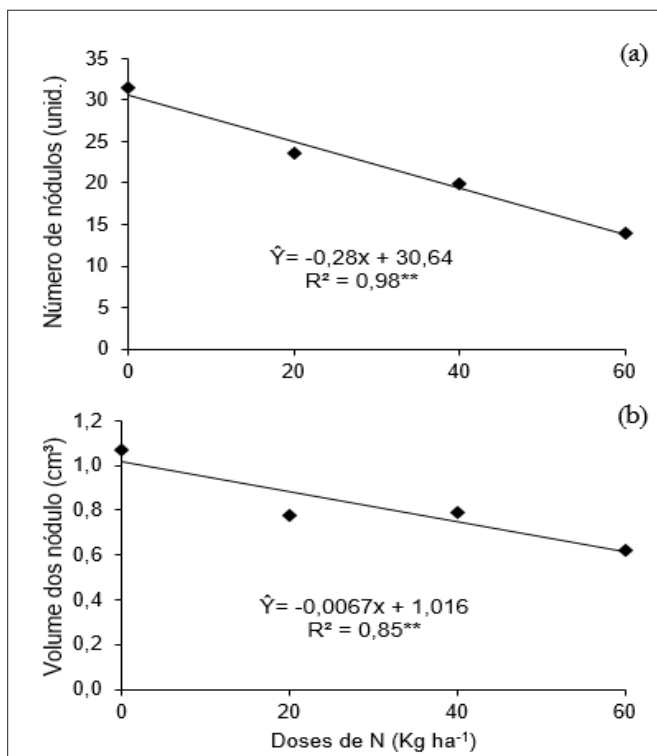 (a)
Número de nódulos (unid.)
35
30
25
20
15
10
5
0
Ŷ= -0,28x + 30,64
R² = 0,98**
0 20 40 60
(b)
Volume dos nódulo (cm³)
1,2
1,0
0,8
0,6
0,4
0,2
0,0
Ŷ= -0,0067x + 1,016
R² = 0,85**
0 20 40 60
Doses de N (Kg ha⁻¹)